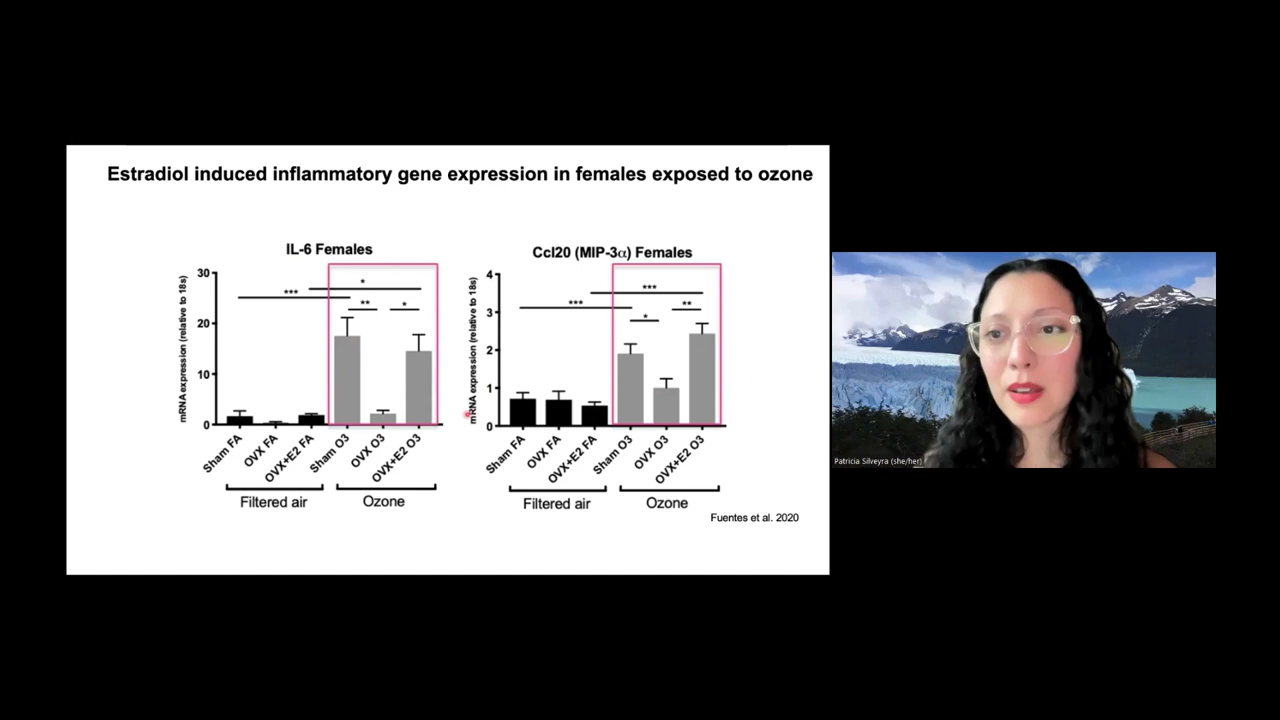 Estradiol induced inflammatory gene expression in females exposed to ozone
IL-6 Females
mRNA expression (relative to 18s)
30
20
10
0
***
*
**
*
Sham FA
OVX FA
OVX+E2 FA
Sham O3
OVX O3
OVX+E2 O3
Filtered air
Ozone
Ccl20 (MIP-3α) Females
mRNA expression (relative to 18s)
4
3
2
1
0
***
***
*
**
Sham FA
OVX FA
OVX+E2 FA
Sham O3
OVX O3
OVX+E2 O3
Filtered air
Ozone
Fuentes et al. 2020
Patricia Silveyra (she/her)